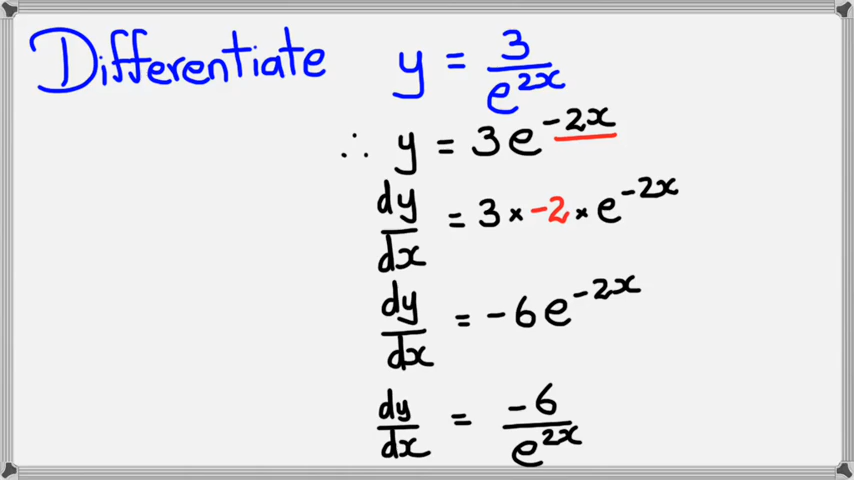 Differentiate y = 3/e^(2x)
∴ y = 3e^(-2x)
dy/dx = 3 × -2 × e^(-2x)
dy/dx = -6e^(-2x)
dy/dx = -6/e^(2x)